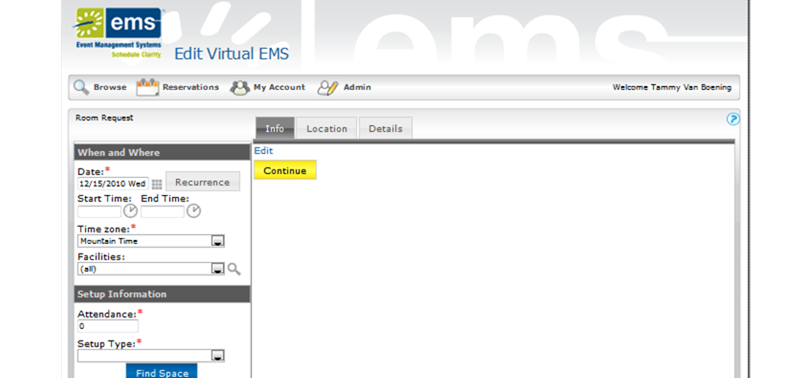 ems
Event Management Systems
Schedule Clarity
Edit Virtual EMS
ems
Browse Reservations My Account Admin Welcome Tammy Van Boening
Room Request
Info Location Details ?
When and Where
Edit
Date:*
Continue
12/15/2010 Wed Recurrence
Start Time: End Time:
Time zone:*
Mountain Time
Facilities:
(all)
Setup Information
Attendance:*
0
Setup Type:*
Find Space